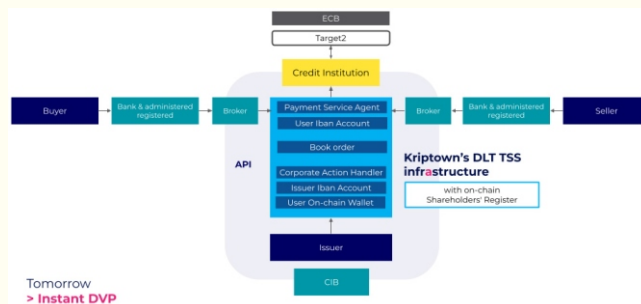 ECB
Target2
Credit Institution
Buyer
Bank & administered
registered
Broker
Payment Service Agent
User Iban Account
Book order
Corporate Action Handler
Issuer Iban Account
User On-chain Wallet
Broker
Bank & administered
registered
Seller
API
Kriptown's DLT TSS
infrastructure
with on-chain
Shareholders' Register
Issuer
CIB
Tomorrow
> Instant DVP